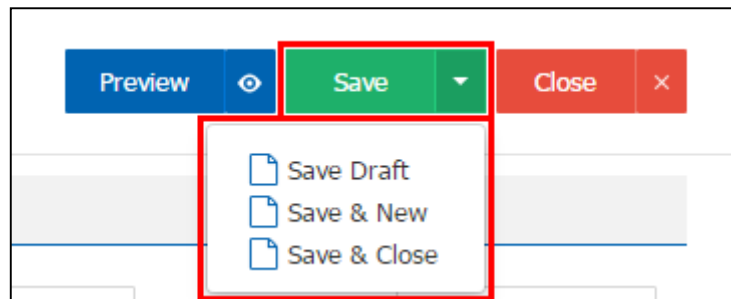 Preview
Save
Close
Save Draft
Save & New
Save & Close